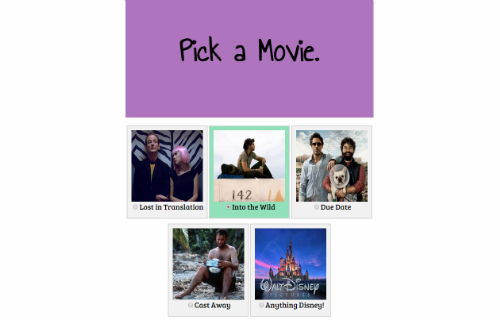 Pick a Movie.
142
Lost in Translation
Into the Wild
Due Date
WALT DISNEY
PICTURES
Cast Away
Anything Disney!